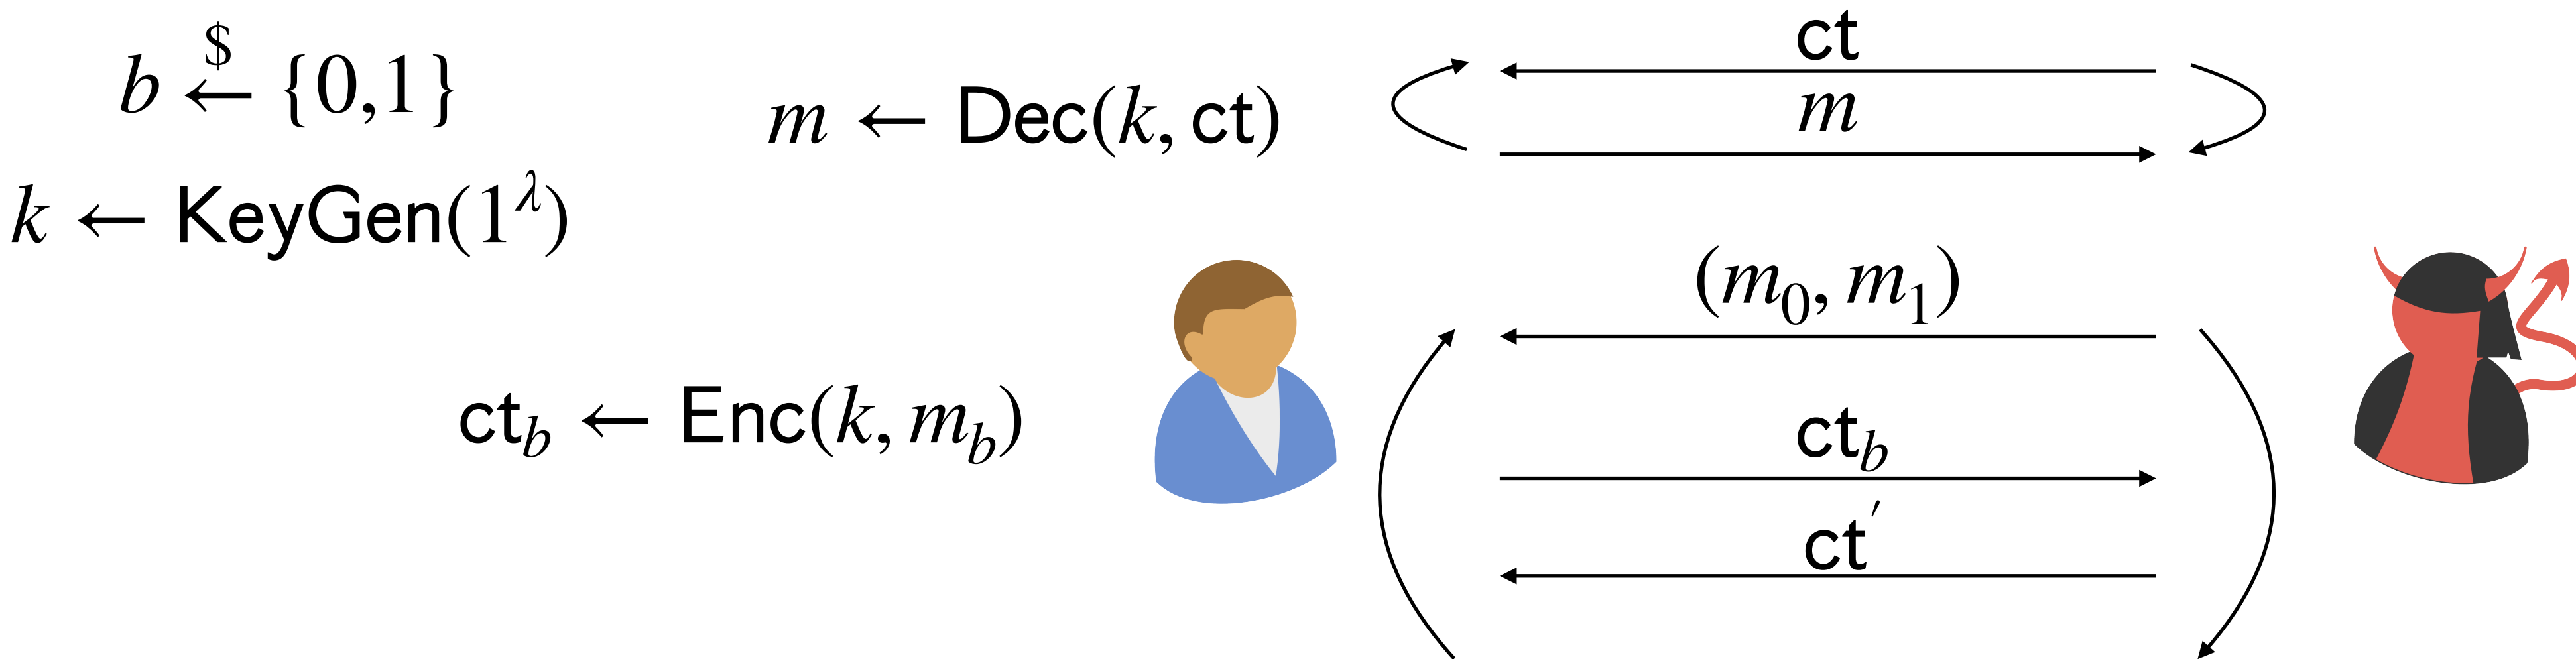 b ←$ {0,1}
k ← KeyGen(1^λ)
m ← Dec(k, ct)
ct
m
(m_0, m_1)
ct_b ← Enc(k, m_b)
ct_b
ct′